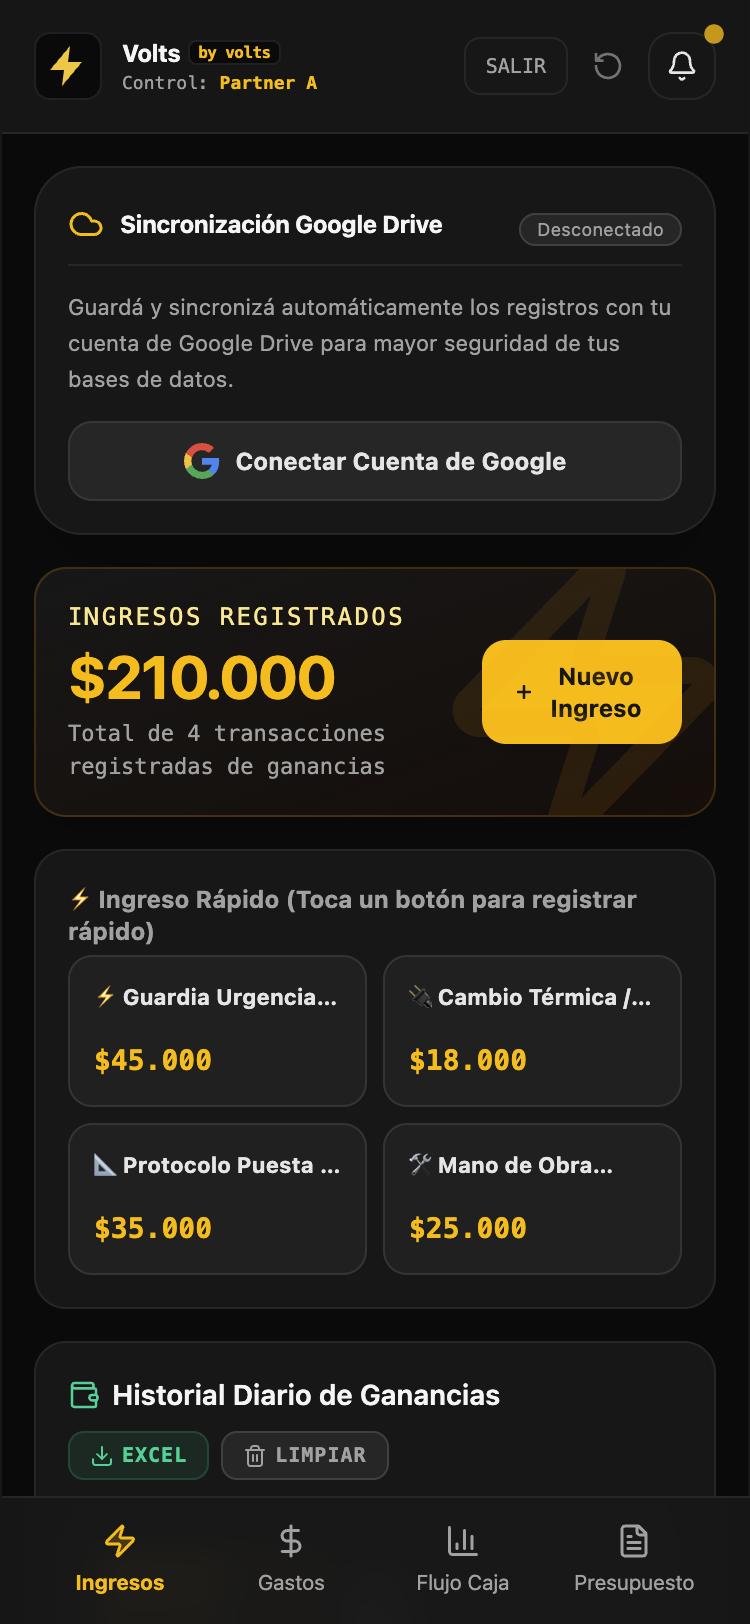 Volts by volts
Control: Partner A
SALIR
Sincronización Google Drive
Desconectado
Guardá y sincronizá automáticamente los registros con tu
cuenta de Google Drive para mayor seguridad de tus
bases de datos.
Conectar Cuenta de Google
INGRESOS REGISTRADOS
$210.000
Total de 4 transacciones
registradas de ganancias
+ Nuevo
Ingreso
⚡ Ingreso Rápido (Toca un botón para registrar
rápido)
⚡ Guardia Urgencia...
$45.000
🔌 Cambio Térmica /...
$18.000
📐 Protocolo Puesta ...
$35.000
🛠️ Mano de Obra...
$25.000
Historial Diario de Ganancias
EXCEL
LIMPIAR
Ingresos
Gastos
Flujo Caja
Presupuesto